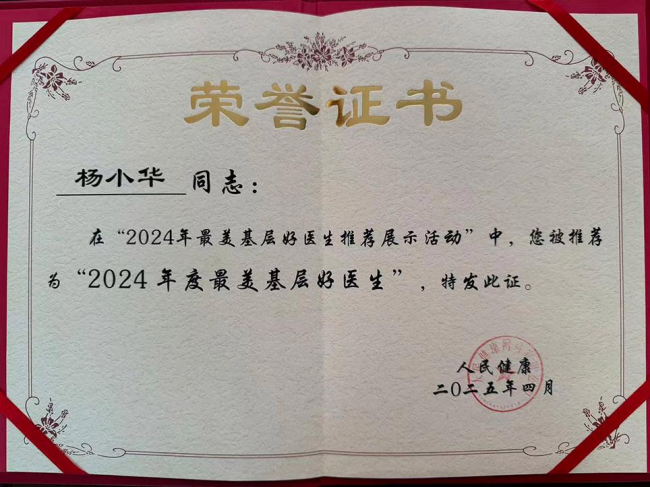 荣誉证书
杨小华 同志：
在“2024年最美基层好医生推荐展示活动”中，您被推荐
为“2024年度最美基层好医生”，特发此证。
人民健康
二〇二五年四月